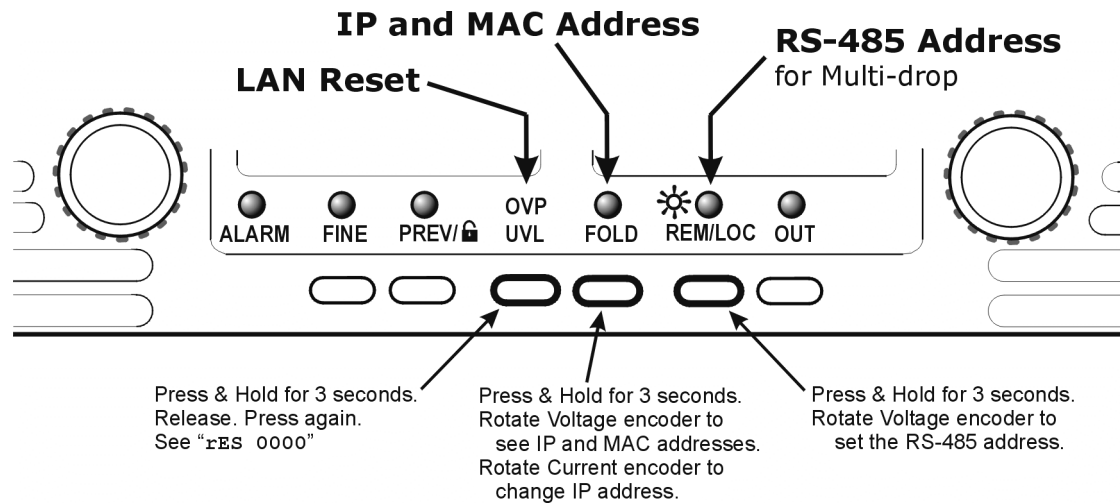 IP and MAC Address
RS-485 Address
for Multi-drop
LAN Reset
OVP
ALARM FINE PREV/ UVL FOLD REM/LOC OUT
Press & Hold for 3 seconds.
Release. Press again.
See “rES 0000”
Press & Hold for 3 seconds.
Rotate Voltage encoder to
see IP and MAC addresses.
Rotate Current encoder to
change IP address.
Press & Hold for 3 seconds.
Rotate Voltage encoder to
set the RS-485 address.